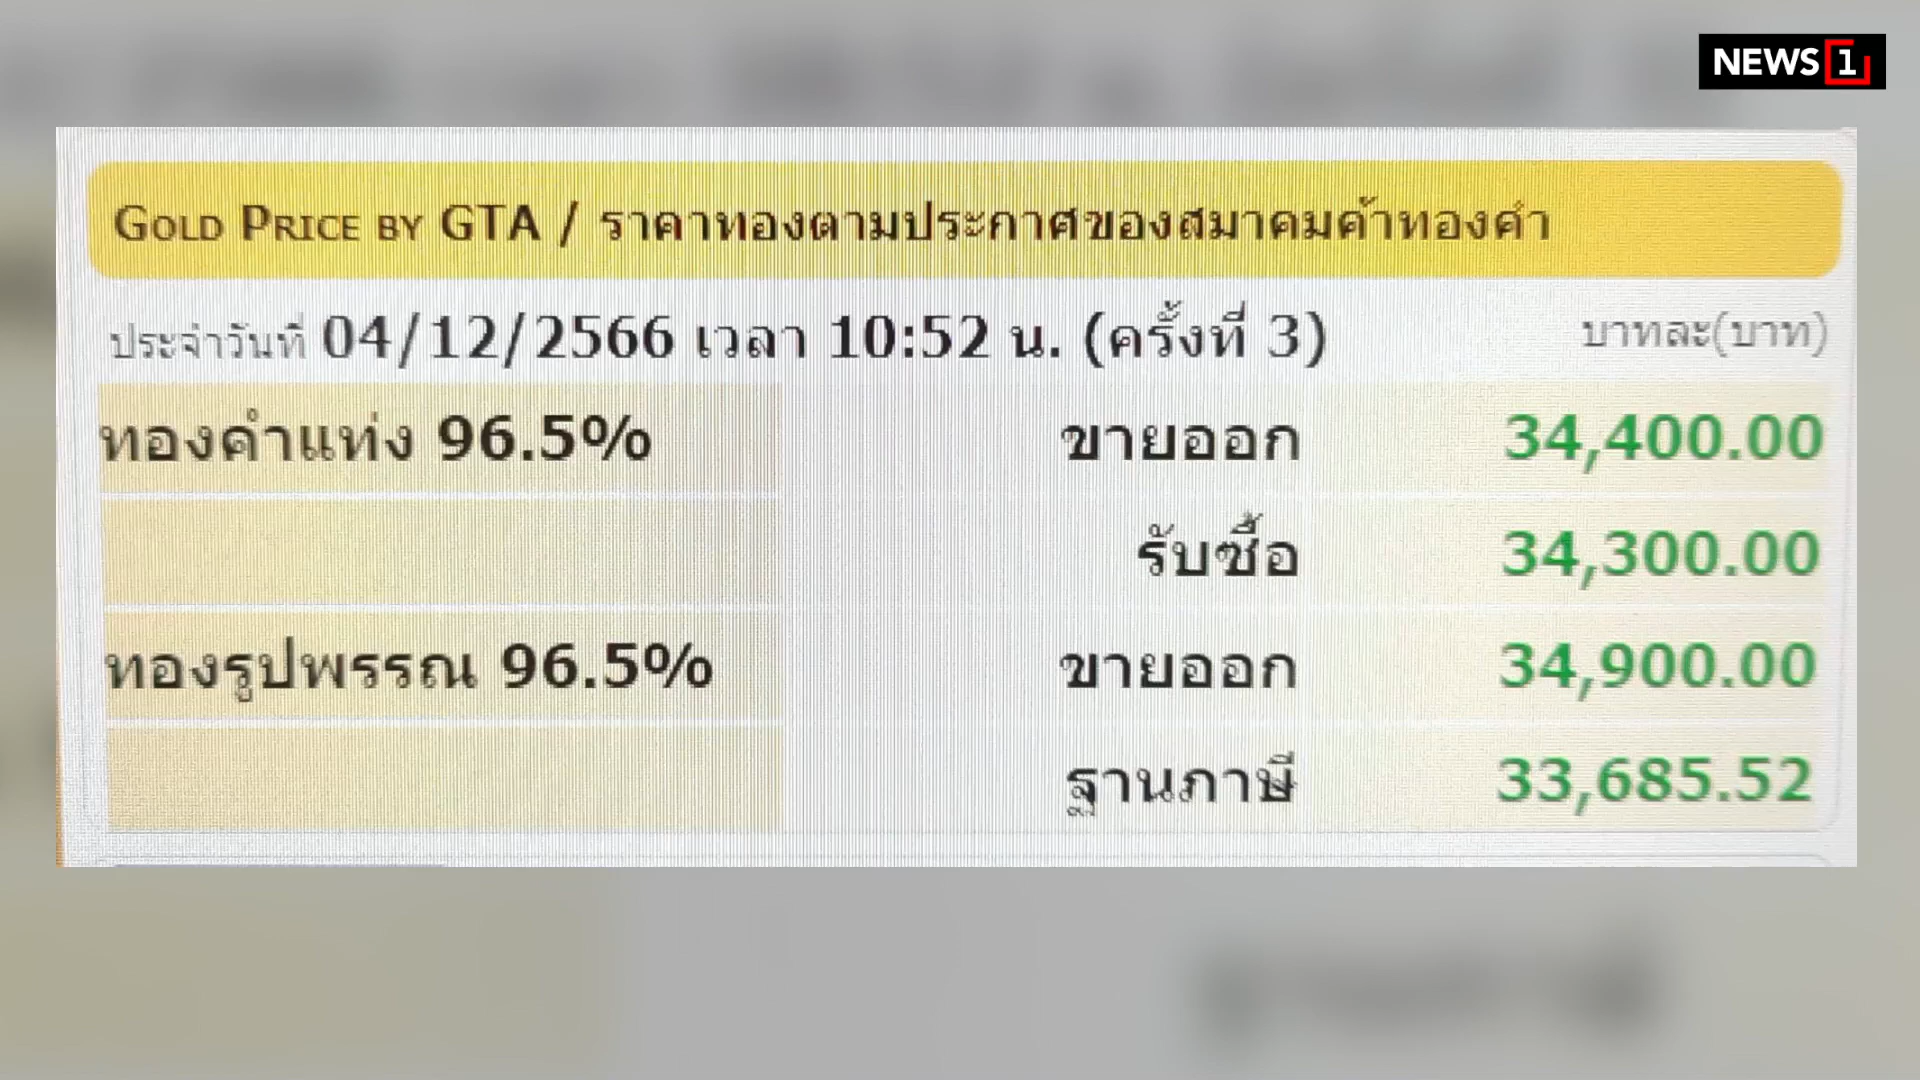 NEWS 1
GOLD PRICE BY GTA / ราคาทองตามประกาศของสมาคมค้าทองคำ
ประจำวันที่ 04/12/2566 เวลา 10:52 น. (ครั้งที่ 3) บาทละ(บาท)
ทองคำแท่ง 96.5% ขายออก 34,400.00
รับซื้อ 34,300.00
ทองรูปพรรณ 96.5% ขายออก 34,900.00
ฐานภาษี 33,685.52